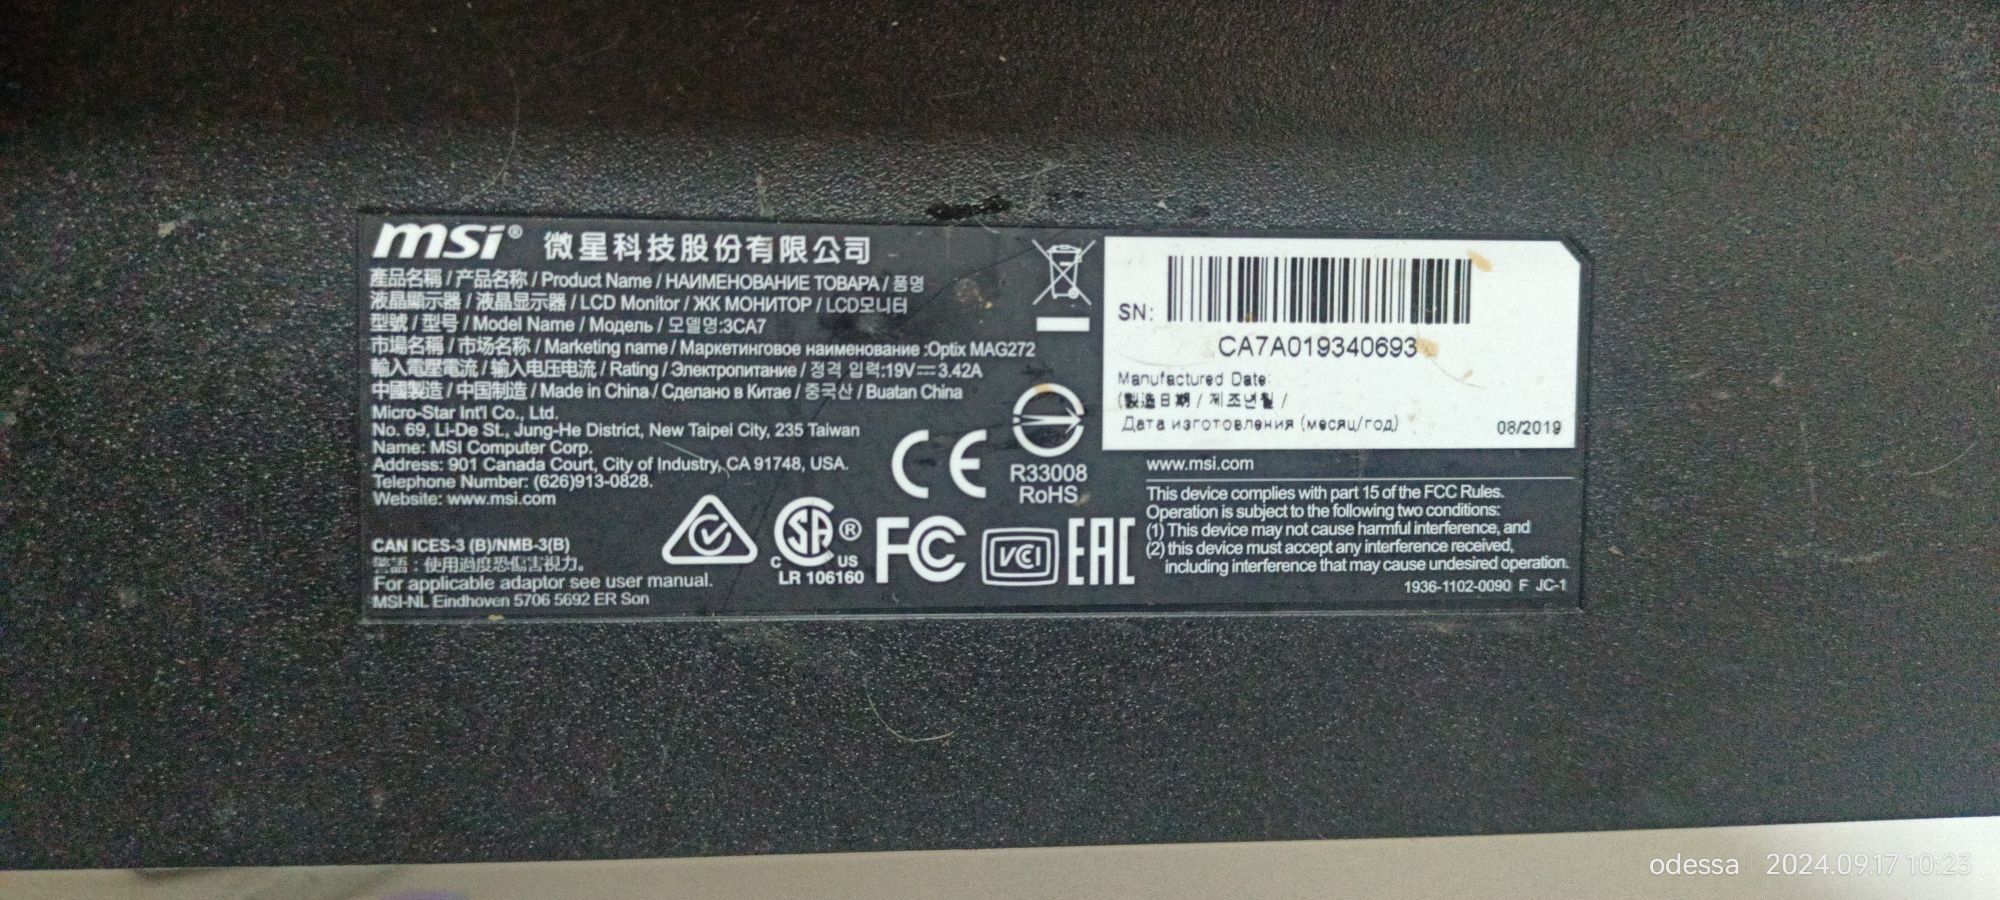 msi® 微星科技股份有限公司
產品名稱 / 产品名称 / Product Name / НАИМЕНОВАНИЕ ТОВАРА / 품명
液晶顯示器 / 液晶显示器 / LCD Monitor / ЖК МОНИТОР / LCD모니터
型號 / 型号 / Model Name / Модель / 모델명:3CA7
市場名稱 / 市场名称 / Marketing name / Маркетинговое наименование :Optix MAG272
輸入電壓電流 / 输入电压电流 / Rating / Электропитание / 정격 입력:19V⎓3.42A
中國製造 / 中国制造 / Made in China / Сделано в Китае / 중국산 / Buatan China
Micro-Star Int'l Co., Ltd.
No. 69, Li-De St., Jung-He District, New Taipei City, 235 Taiwan
Name: MSI Computer Corp.
Address: 901 Canada Court, City of Industry, CA 91748, USA.
Telephone Number: (626)913-0828.
Website: www.msi.com
CAN ICES-3 (B)/NMB-3(B)
警語：使用過度恐傷害視力。
For applicable adaptor see user manual.
MSI-NL Eindhoven 5706 5692 ER Son
CE
R33008
RoHS
C SA ® US
LR 106160
FC
VCCI
EAC
SN:
CA7A019340693
Manufactured Date:
(製造日期 / 제조년월 /
Дата изготовления (месяц/год)
08/2019
www.msi.com
This device complies with part 15 of the FCC Rules.
Operation is subject to the following two conditions:
(1) This device may not cause harmful interference, and
(2) this device must accept any interference received,
including interference that may cause undesired operation.
1936-1102-0090 F JC-1
odessa 2024.09.17 10:23